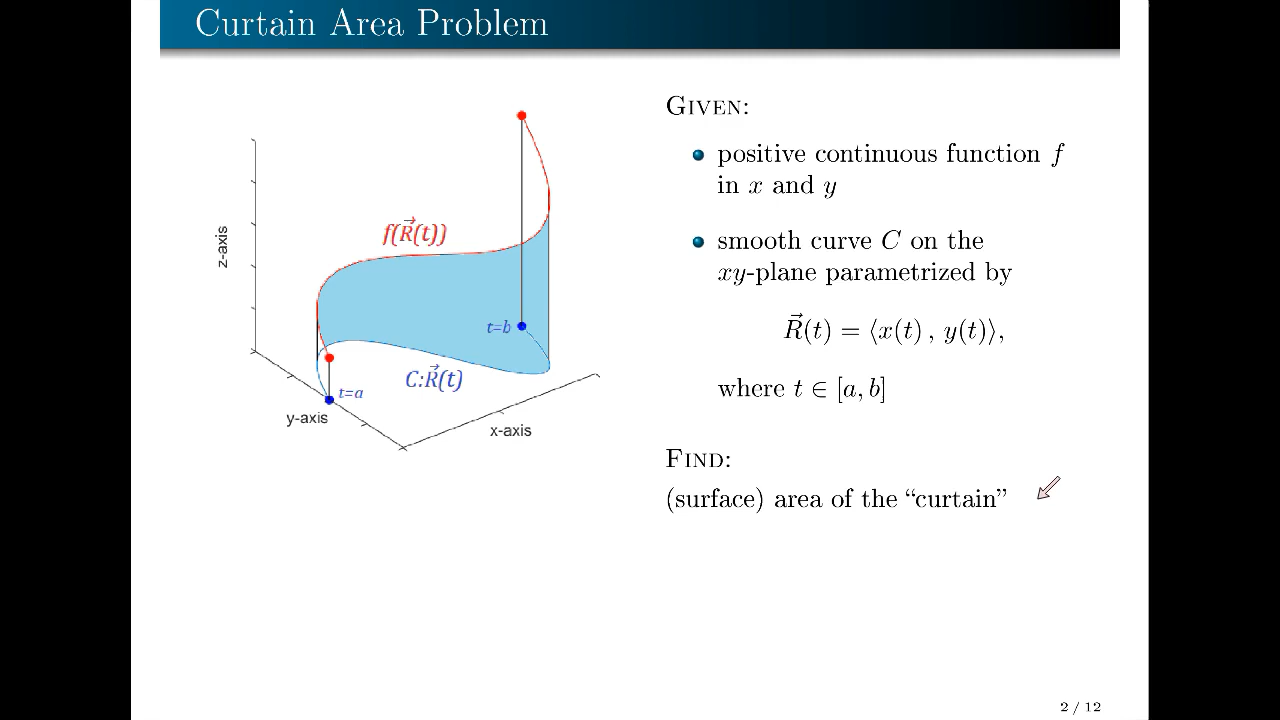 Curtain Area Problem
GIVEN:
• positive continuous function f
in x and y
• smooth curve C on the
xy-plane parametrized by
R⃗(t) = ⟨x(t) , y(t)⟩,
where t ∈ [a, b]
FIND:
(surface) area of the “curtain”
z-axis
f(R⃗(t))
t=b
C:R⃗(t)
t=a
y-axis
x-axis
2 / 12